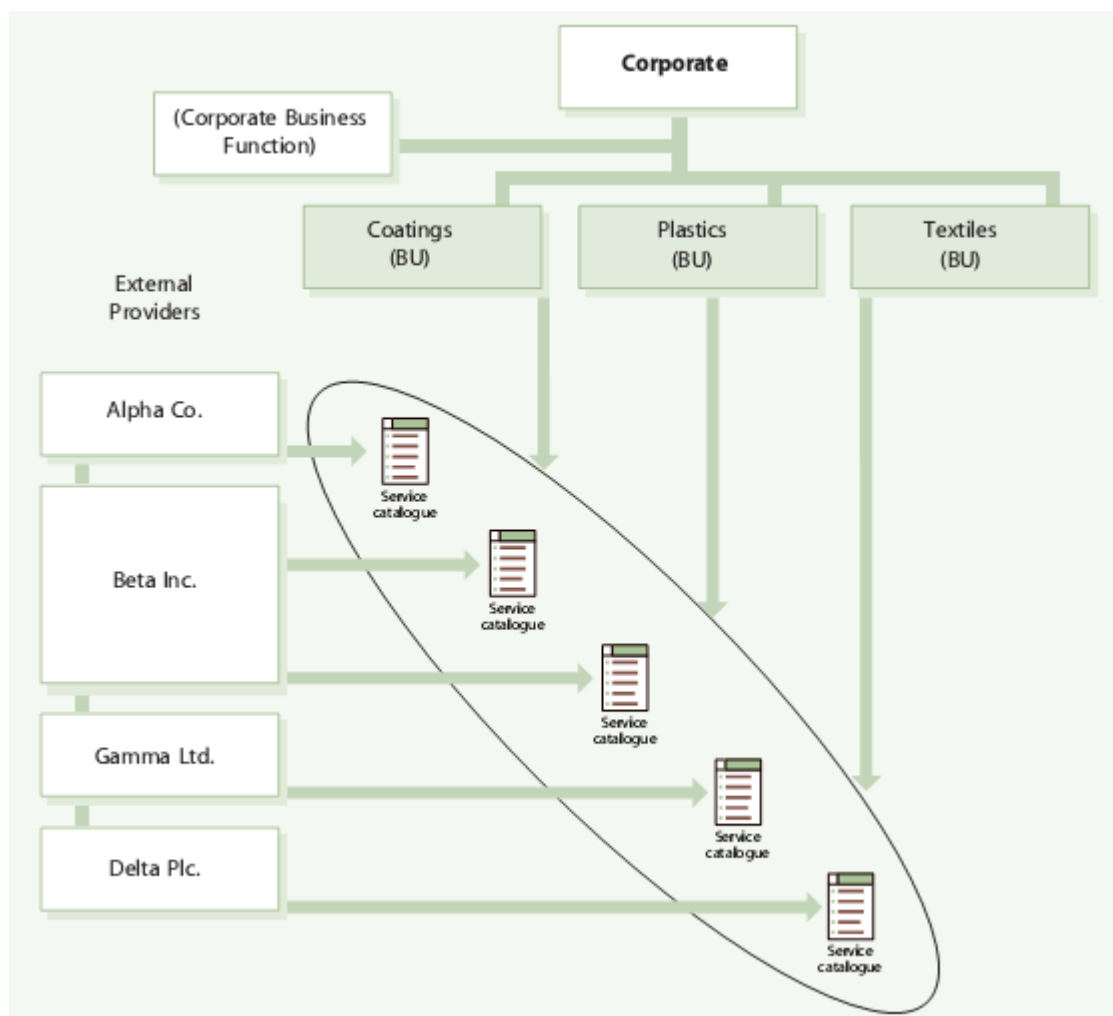 Corporate
(Corporate Business
Function)
Coatings
(BU)
Plastics
(BU)
Textiles
(BU)
External
Providers
Alpha Co.
Service
catalogue
Beta Inc.
Service
catalogue
Service
catalogue
Gamma Ltd.
Service
catalogue
Delta Plc.
Service
catalogue